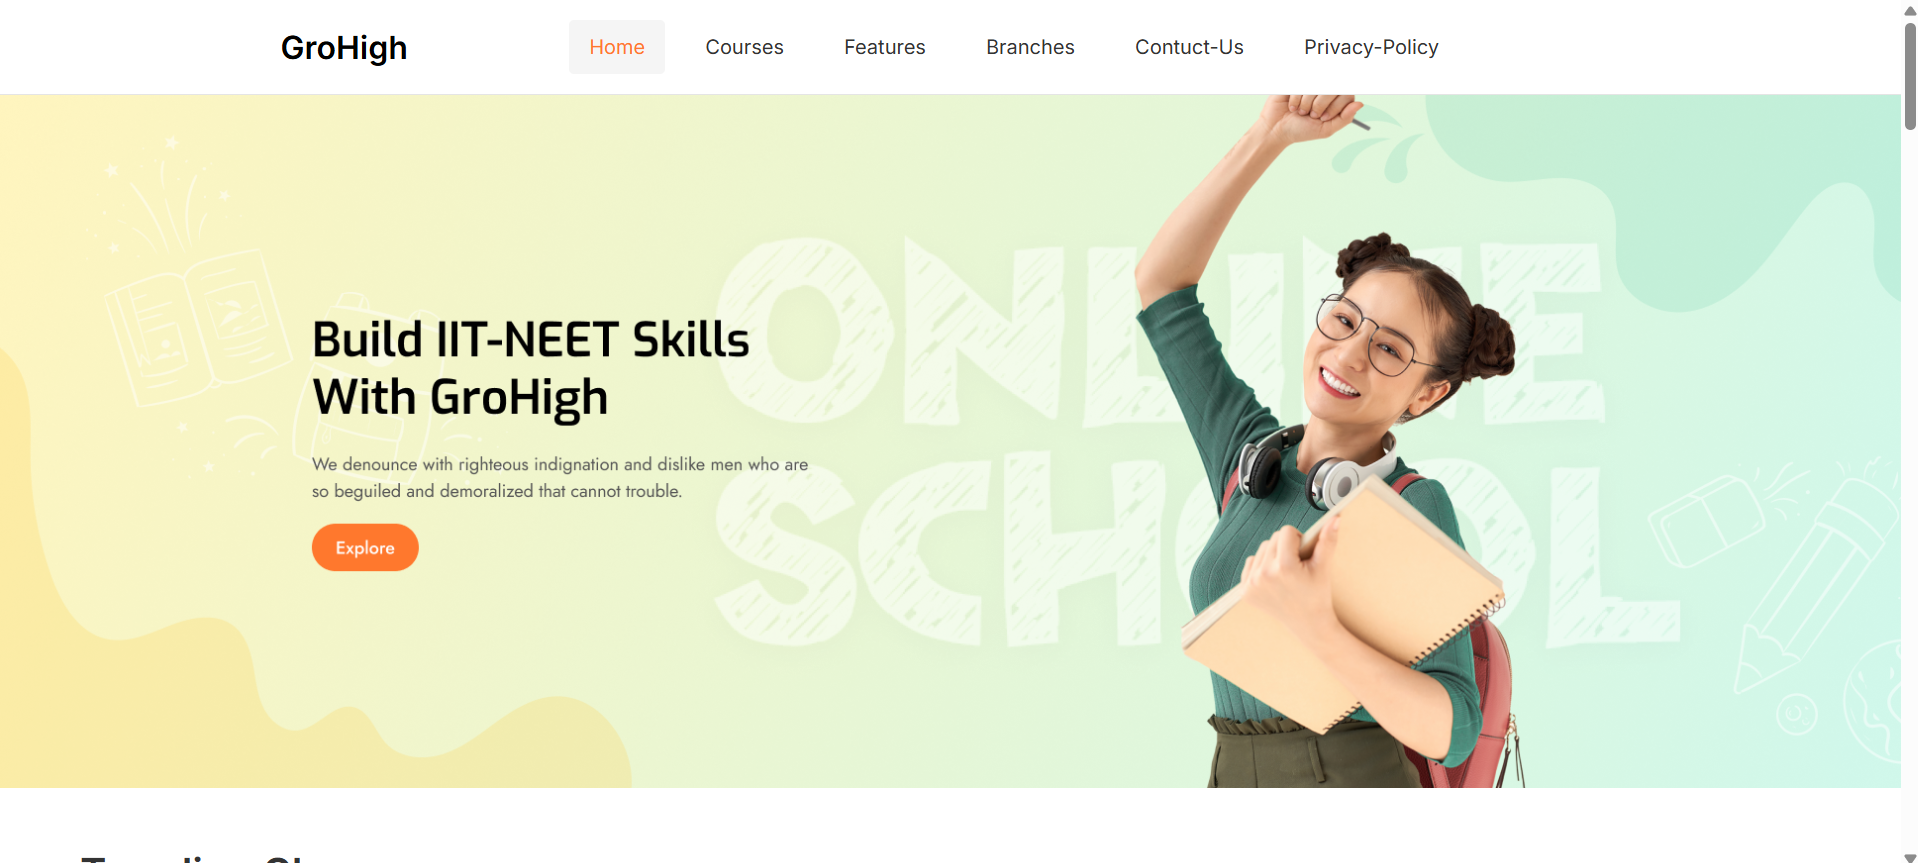 GroHigh
Home
Courses
Features
Branches
Contuct-Us
Privacy-Policy
ONLINE
SCHOOL
Build IIT-NEET Skills
With GroHigh
We denounce with righteous indignation and dislike men who are
so beguiled and demoralized that cannot trouble.
Explore